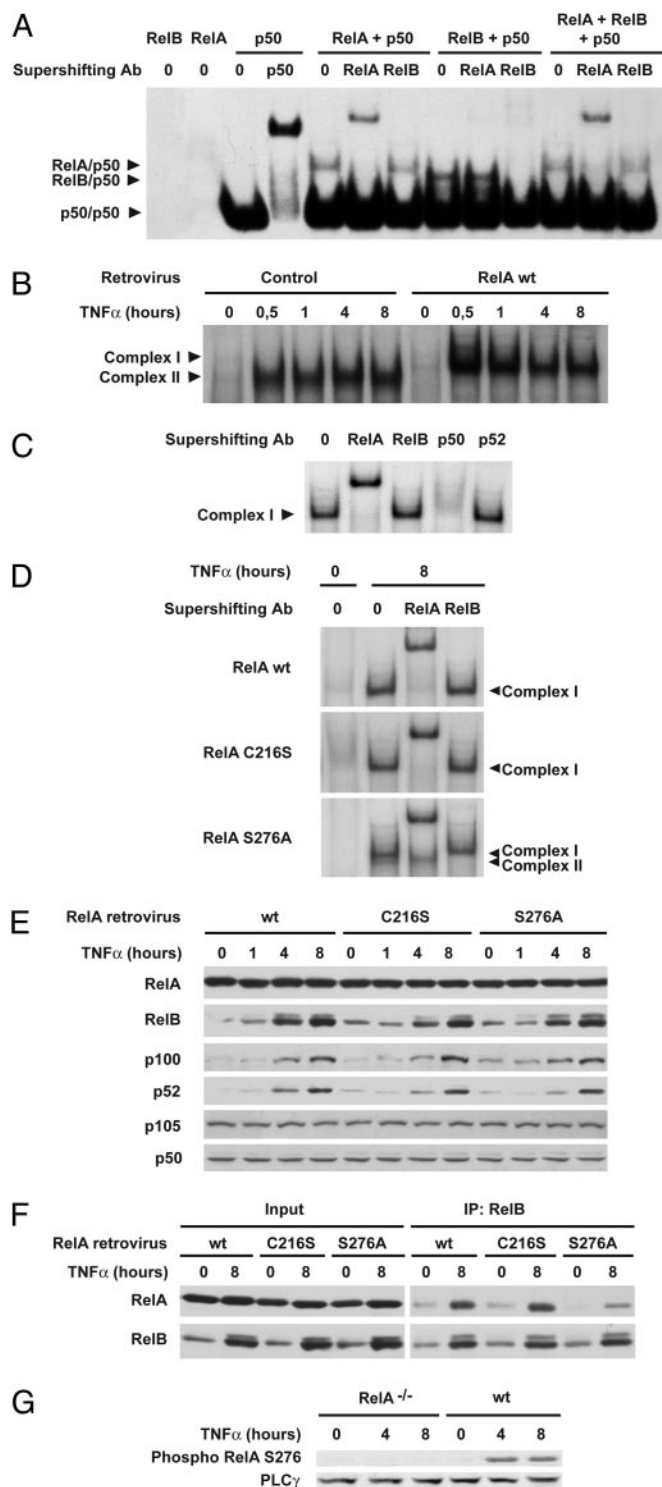 A
RelB RelA p50 RelA + p50 RelB + p50 RelA + RelB + p50
Supershifting Ab 0 0 0 p50 0 RelA RelB 0 RelA RelB 0 RelA RelB
RelA/p50
RelB/p50
p50/p50
B
Retrovirus Control RelA wt
TNFα (hours) 0 0,5 1 4 8 0 0,5 1 4 8
Complex I
Complex II
C
Supershifting Ab 0 RelA RelB p50 p52
Complex I
D
TNFα (hours) 0 8
Supershifting Ab 0 0 RelA RelB
RelA wt Complex I
RelA C216S Complex I
RelA S276A Complex I
Complex II
E
RelA retrovirus wt C216S S276A
TNFα (hours) 0 1 4 8 0 1 4 8 0 1 4 8
RelA
RelB
p100
p52
p105
p50
F
Input IP: RelB
RelA retrovirus wt C216S S276A wt C216S S276A
TNFα (hours) 0 8 0 8 0 8 0 8 0 8 0 8
RelA
RelB
G
RelA -/- wt
TNFα (hours) 0 4 8 0 4 8
Phospho RelA S276
PLCγ